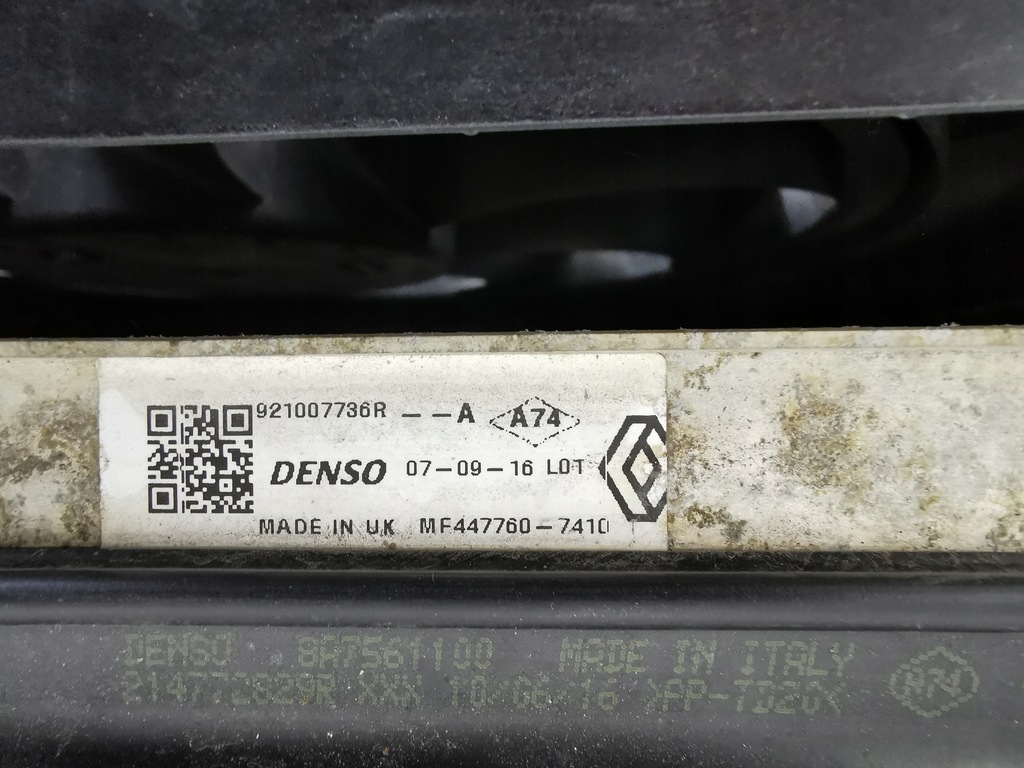 921007736R – – A A74
DENSO 07–09–16 LOT
MADE IN UK MF447760–7410
DENSO 8A7561100 MADE IN ITALY
214772829R XXX 10/06/16 >PP-TD20< A74